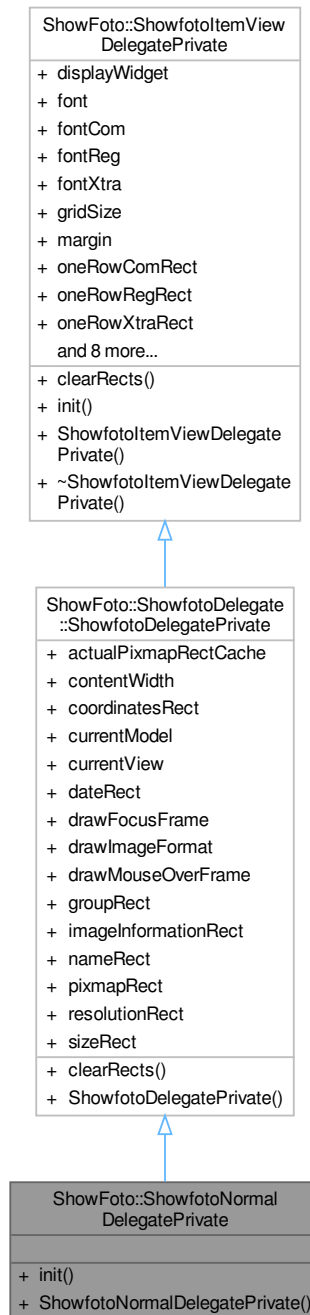 ShowFoto::ShowfotoItemView
DelegatePrivate
+ displayWidget
+ font
+ fontCom
+ fontReg
+ fontXtra
+ gridSize
+ margin
+ oneRowComRect
+ oneRowRegRect
+ oneRowXtraRect
and 8 more...
+ clearRects()
+ init()
+ ShowfotoItemViewDelegate
Private()
+ ~ShowfotoItemViewDelegate
Private()
ShowFoto::ShowfotoDelegate
::ShowfotoDelegatePrivate
+ actualPixmapRectCache
+ contentWidth
+ coordinatesRect
+ currentModel
+ currentView
+ dateRect
+ drawFocusFrame
+ drawImageFormat
+ drawMouseOverFrame
+ groupRect
+ imageInformationRect
+ nameRect
+ pixmapRect
+ resolutionRect
+ sizeRect
+ clearRects()
+ ShowfotoDelegatePrivate()
ShowFoto::ShowfotoNormal
DelegatePrivate
+ init()
+ ShowfotoNormalDelegatePrivate()